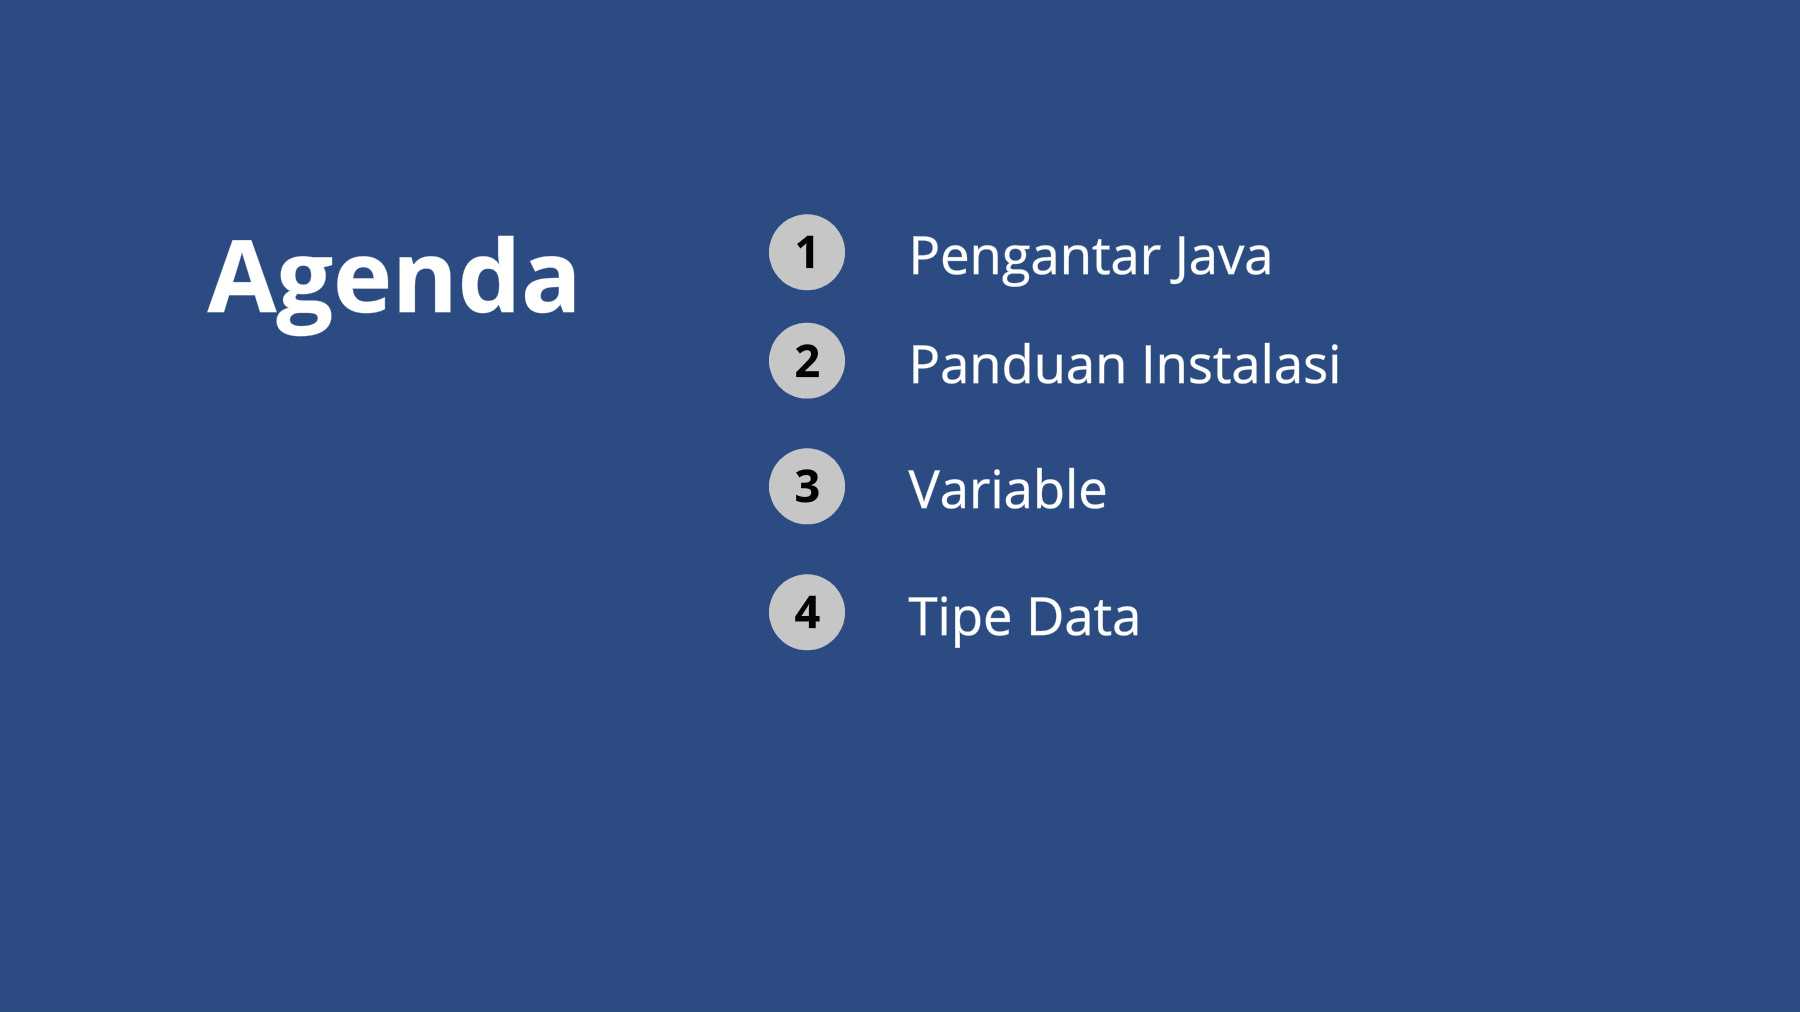 Agenda
1 Pengantar Java
2 Panduan Instalasi
3 Variable
4 Tipe Data